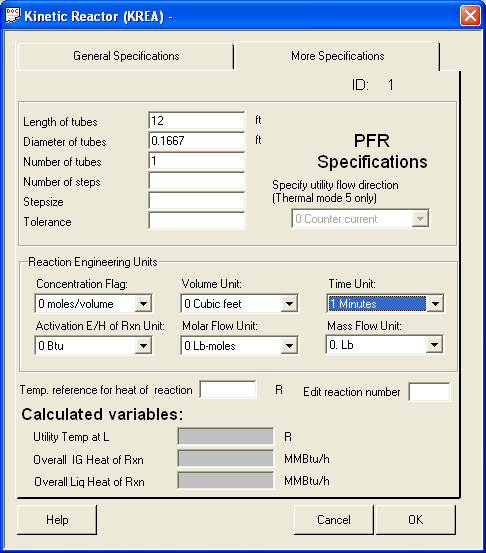 Kinetic Reactor (KREA) -
General Specifications More Specifications
ID: 1
Length of tubes 12 ft
Diameter of tubes 0.1667 ft
Number of tubes 1
Number of steps
Stepsize
Tolerance
PFR
Specifications
Specify utility flow direction
(Thermal mode 5 only)
0 Counter current
Reaction Engineering Units
Concentration Flag: Volume Unit: Time Unit:
0 moles/volume 0 Cubic feet 1 Minutes
Activation E/H of Rxn Unit: Molar Flow Unit: Mass Flow Unit:
0 Btu 0 Lb-moles 0. Lb
Temp. reference for heat of reaction R Edit reaction number
Calculated variables:
Utility Temp at L R
Overall IG Heat of Rxn MMBtu/h
Overall Liq Heat of Rxn MMBtu/h
Help Cancel OK